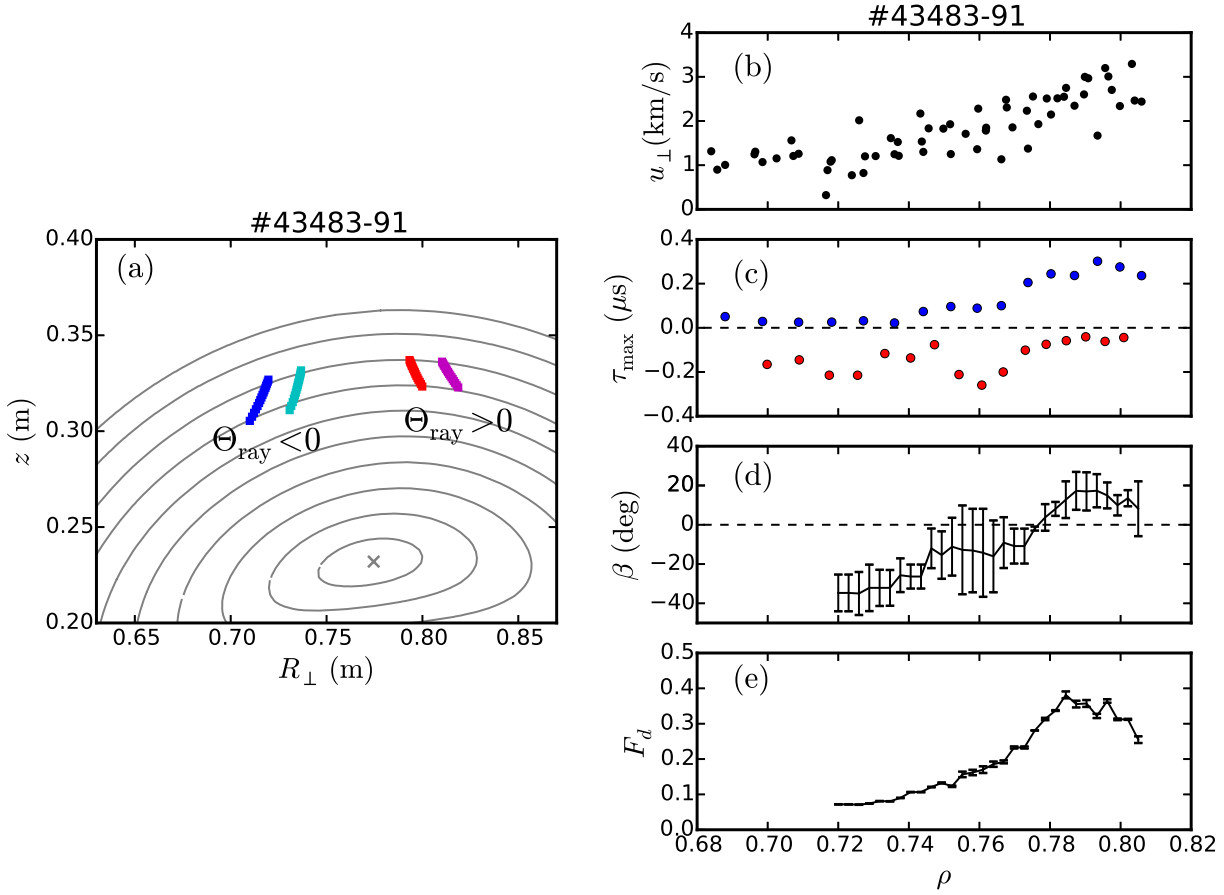 #43483-91
(a)
0.40
0.35
0.30
0.25
0.20
z (m)
Θray <0
Θray >0
0.65 0.70 0.75 0.80 0.85
R⊥ (m)
#43483-91
(b)
4
3
2
1
0
u⊥(km/s)
(c)
0.4
0.2
0.0
−0.2
−0.4
τmax (μs)
(d)
40
20
0
−20
−40
β (deg)
(e)
0.5
0.4
0.3
0.2
0.1
0.0
Fd
0.68 0.70 0.72 0.74 0.76 0.78 0.80 0.82
ρ